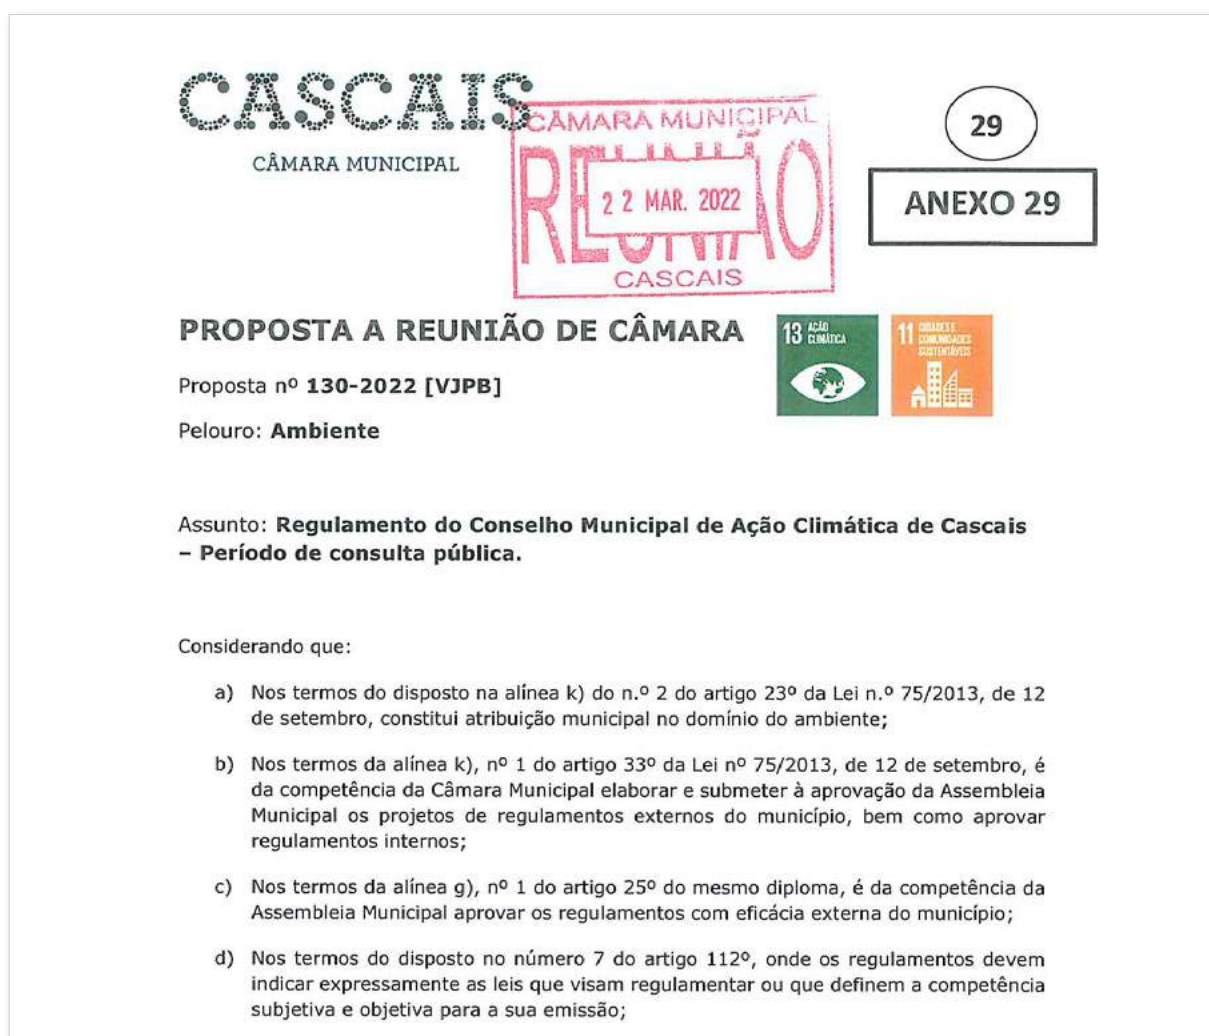 CASCAIS
CÂMARA MUNICIPAL
CÂMARA MUNICIPAL
REUNIÃO
22 MAR. 2022
CASCAIS
29
ANEXO 29
PROPOSTA A REUNIÃO DE CÂMARA
13 AÇÃO
CLIMÁTICA
11 CIDADES E
COMUNIDADES
SUSTENTÁVEIS
Proposta nº 130-2022 [VJPB]
Pelouro: Ambiente
Assunto: Regulamento do Conselho Municipal de Ação Climática de Cascais
– Período de consulta pública.
Considerando que:
a) Nos termos do disposto na alínea k) do n.º 2 do artigo 23º da Lei n.º 75/2013, de 12
de setembro, constitui atribuição municipal no domínio do ambiente;
b) Nos termos da alínea k), nº 1 do artigo 33º da Lei nº 75/2013, de 12 de setembro, é
da competência da Câmara Municipal elaborar e submeter à aprovação da Assembleia
Municipal os projetos de regulamentos externos do município, bem como aprovar
regulamentos internos;
c) Nos termos da alínea g), nº 1 do artigo 25º do mesmo diploma, é da competência da
Assembleia Municipal aprovar os regulamentos com eficácia externa do município;
d) Nos termos do disposto no número 7 do artigo 112º, onde os regulamentos devem
indicar expressamente as leis que visam regulamentar ou que definem a competência
subjetiva e objetiva para a sua emissão;